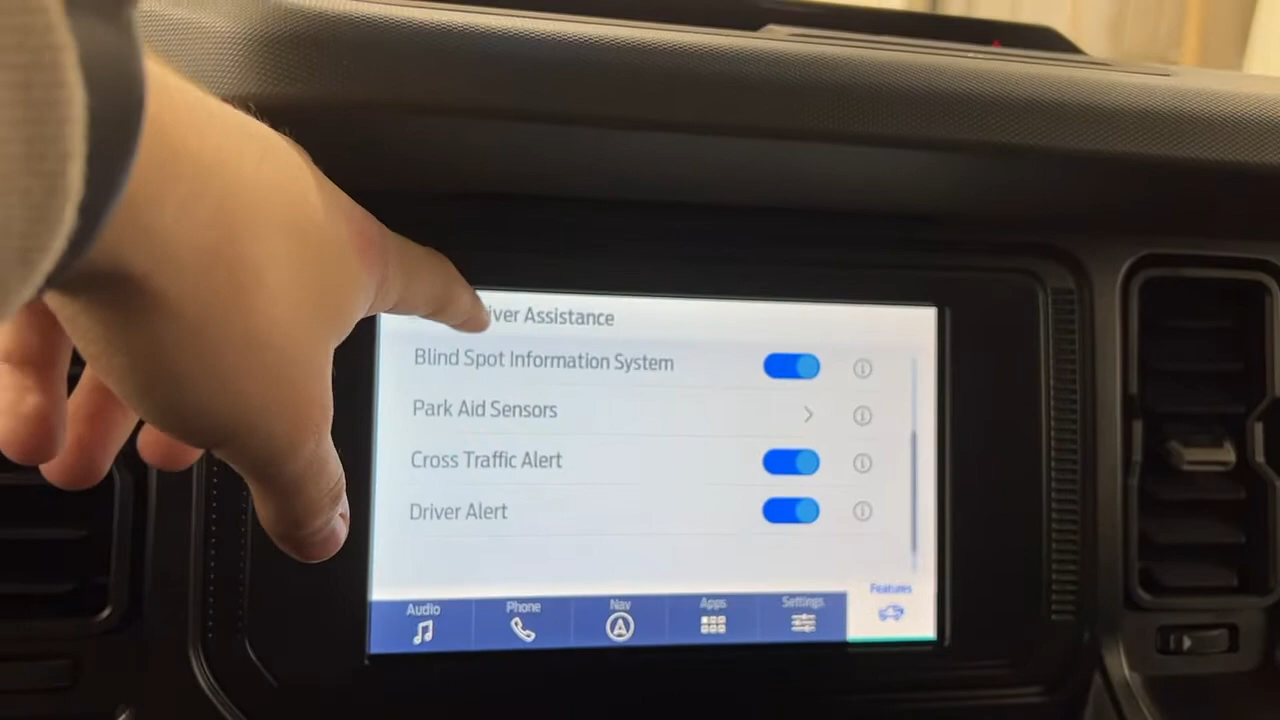 iver Assistance
Blind Spot Information System
Park Aid Sensors
Cross Traffic Alert
Driver Alert
Audio Phone Nav Apps Settings Features